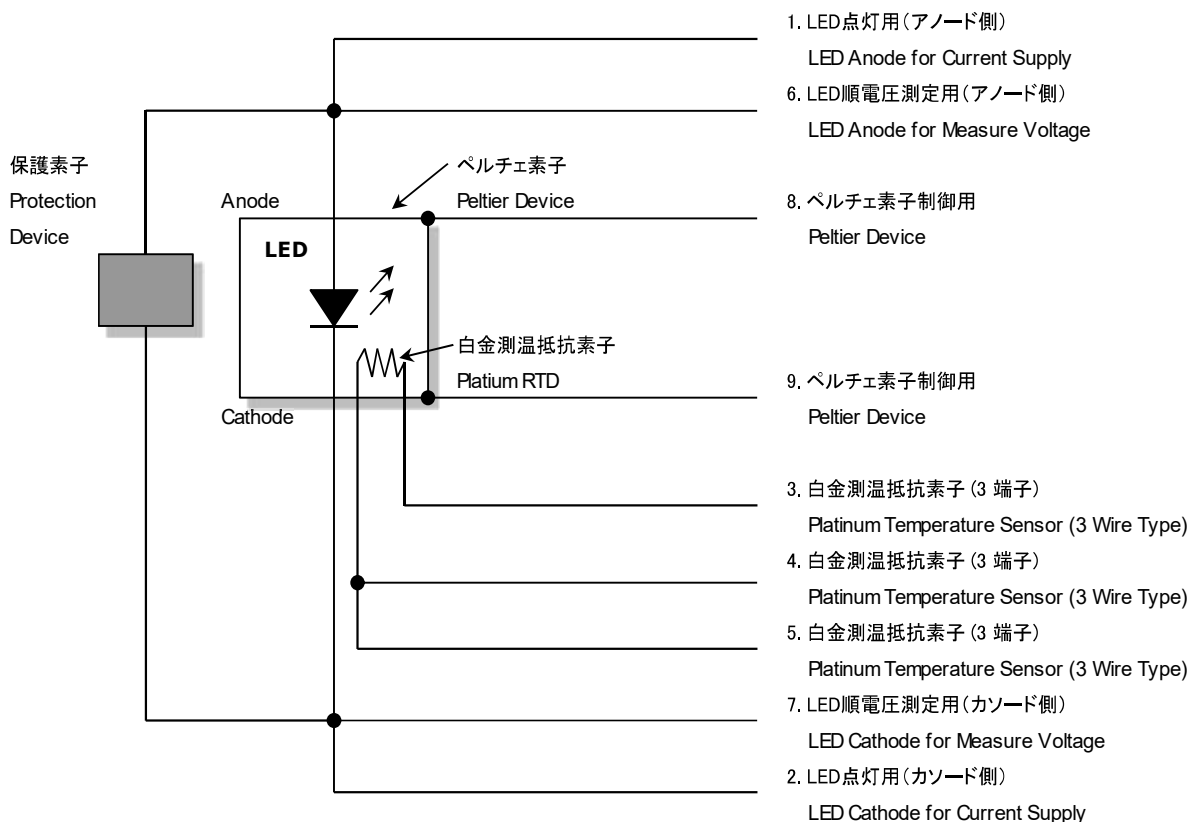 1. LED点灯用(アノード側)
LED Anode for Current Supply
6. LED順電圧測定用(アノード側)
LED Anode for Measure Voltage
保護素子
Protection
Device
Anode
ペルチェ素子
Peltier Device
8. ペルチェ素子制御用
Peltier Device
LED
白金測温抵抗素子
Platium RTD
Cathode
9. ペルチェ素子制御用
Peltier Device
3. 白金測温抵抗素子 (3 端子)
Platinum Temperature Sensor (3 Wire Type)
4. 白金測温抵抗素子 (3 端子)
Platinum Temperature Sensor (3 Wire Type)
5. 白金測温抵抗素子 (3 端子)
Platinum Temperature Sensor (3 Wire Type)
7. LED順電圧測定用(カソード側)
LED Cathode for Measure Voltage
2. LED点灯用(カソード側)
LED Cathode for Current Supply